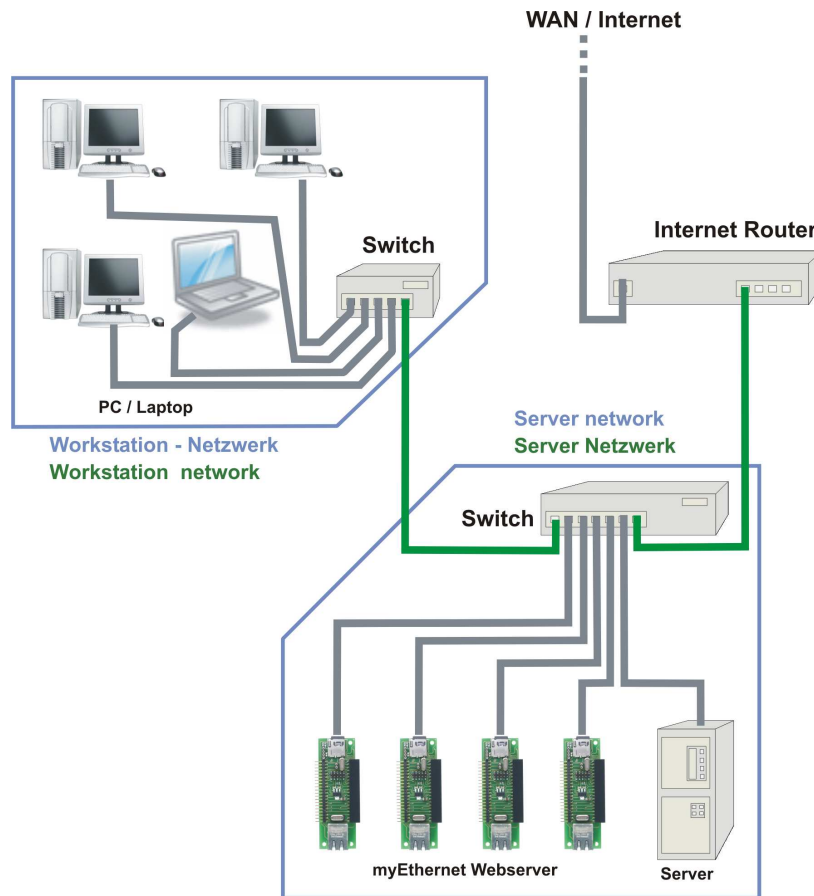 WAN / Internet
Internet Router
Switch
PC / Laptop
Workstation - Netzwerk
Workstation network
Server network
Server Netzwerk
Switch
myEthernet Webserver
Server